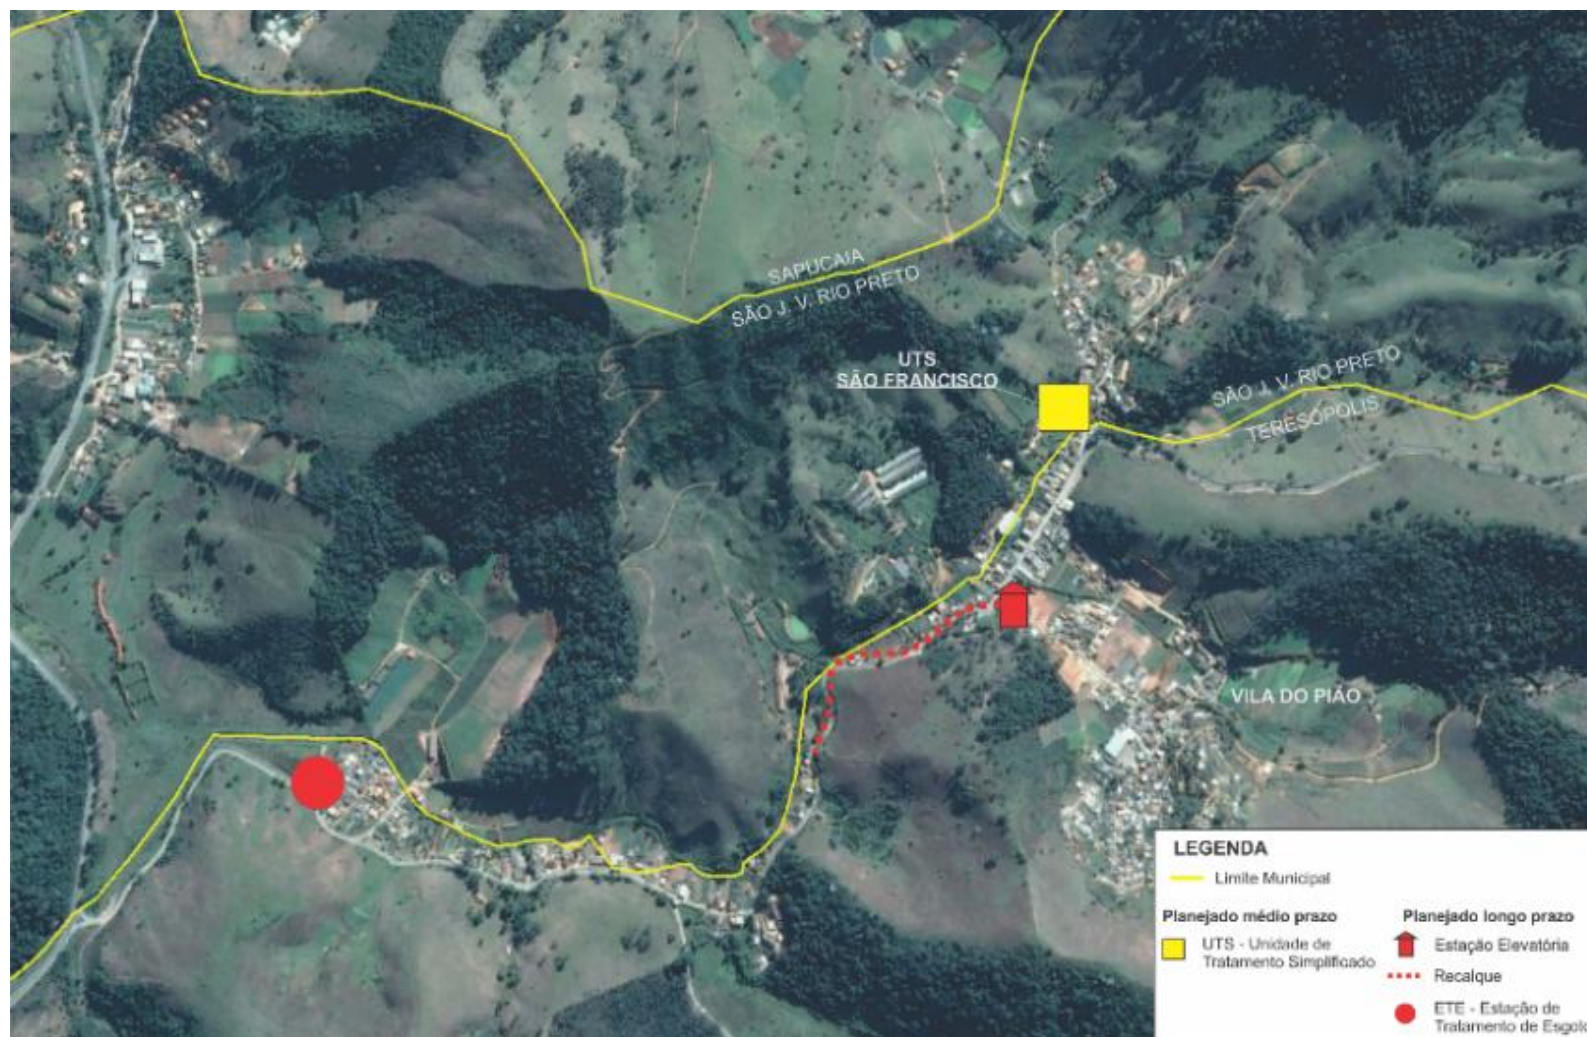 SAPUCAIA
SÃO J. V. RIO PRETO
UTS
SÃO FRANCISCO
SÃO J. V. RIO PRETO
TERESÓPOLIS
VILA DO PIÃO
LEGENDA
Limite Municipal
Planejado médio prazo
UTS - Unidade de
Tratamento Simplificado
Planejado longo prazo
Estação Elevatória
Recalque
ETE - Estação de
Tratamento de Esgoto